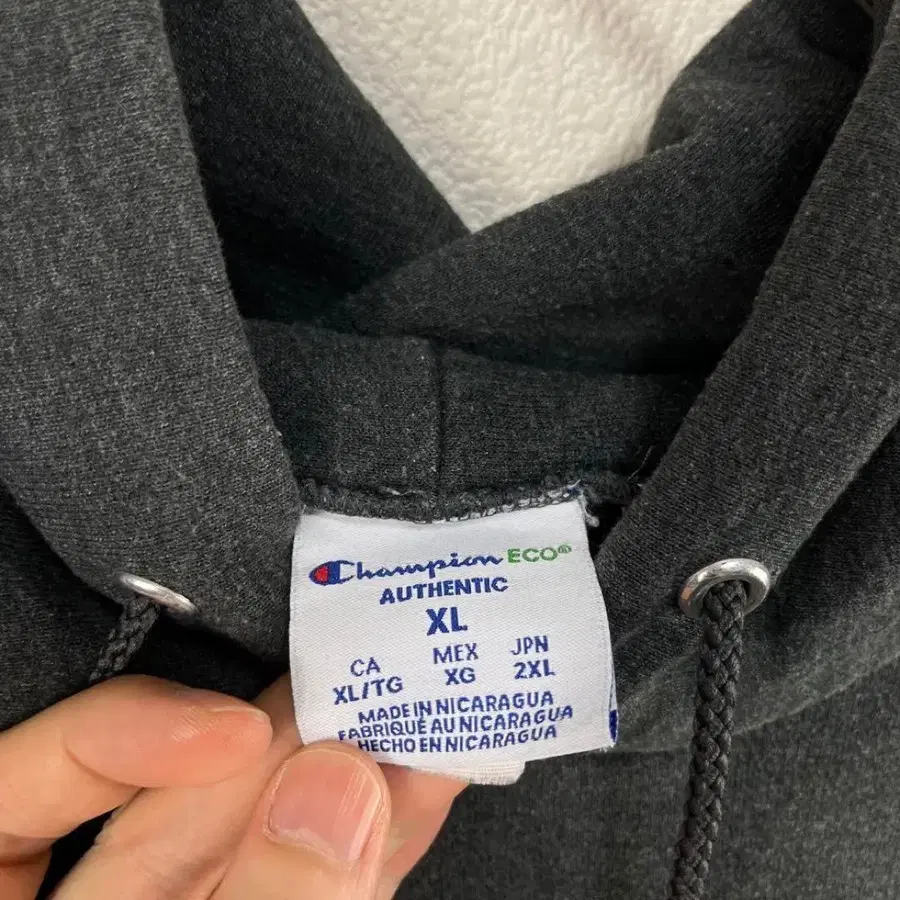 Champion ECO®
AUTHENTIC
XL
CA MEX JPN
XL/TG XG 2XL
MADE IN NICARAGUA
FABRIQUÉ AU NICARAGUA
HECHO EN NICARAGUA